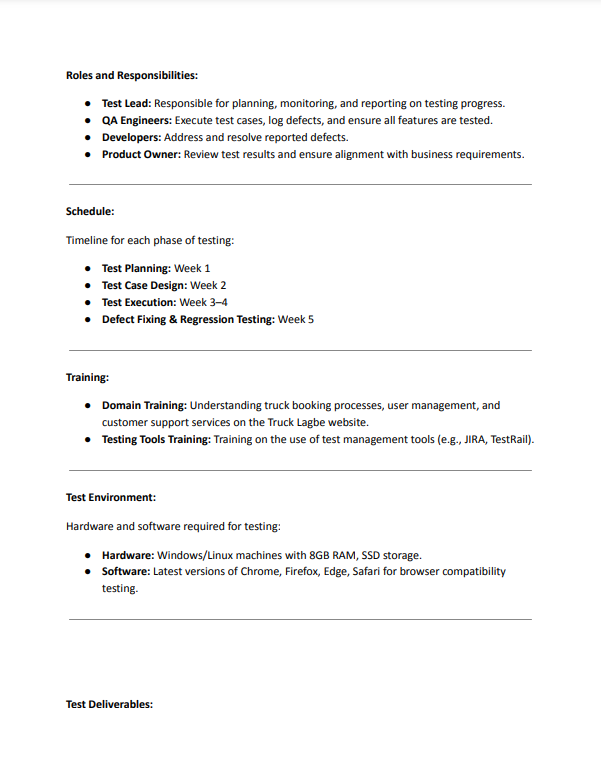 Roles and Responsibilities:
● Test Lead: Responsible for planning, monitoring, and reporting on testing progress.
● QA Engineers: Execute test cases, log defects, and ensure all features are tested.
● Developers: Address and resolve reported defects.
● Product Owner: Review test results and ensure alignment with business requirements.
Schedule:
Timeline for each phase of testing:
● Test Planning: Week 1
● Test Case Design: Week 2
● Test Execution: Week 3–4
● Defect Fixing & Regression Testing: Week 5
Training:
● Domain Training: Understanding truck booking processes, user management, and
customer support services on the Truck Lagbe website.
● Testing Tools Training: Training on the use of test management tools (e.g., JIRA, TestRail).
Test Environment:
Hardware and software required for testing:
● Hardware: Windows/Linux machines with 8GB RAM, SSD storage.
● Software: Latest versions of Chrome, Firefox, Edge, Safari for browser compatibility
testing.
Test Deliverables: